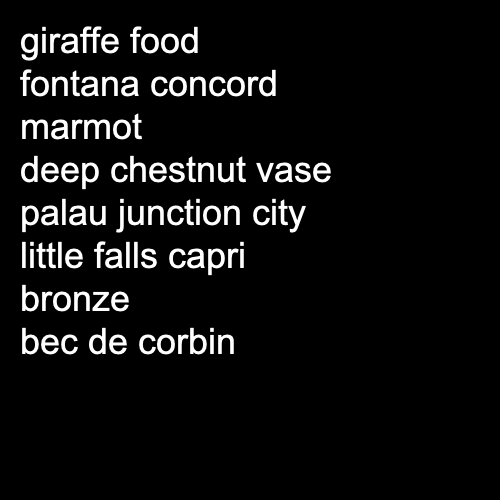 giraffe food
fontana concord
marmot
deep chestnut vase
palau junction city
little falls capri
bronze
bec de corbin